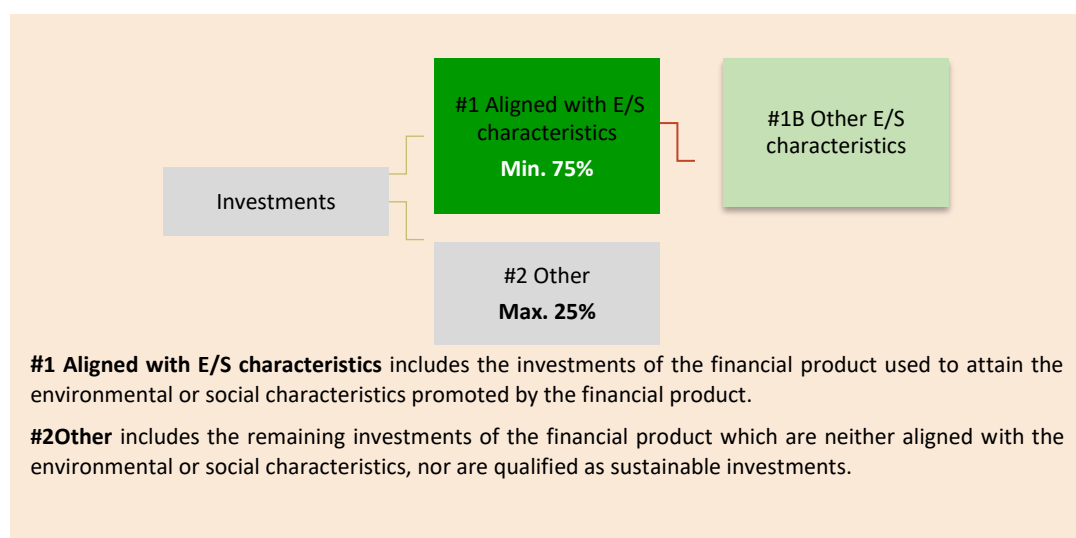 #1 Aligned with E/S
characteristics
Min. 75%
#1B Other E/S
characteristics
Investments
#2 Other
Max. 25%
#1 Aligned with E/S characteristics includes the investments of the financial product used to attain the
environmental or social characteristics promoted by the financial product.
#2Other includes the remaining investments of the financial product which are neither aligned with the
environmental or social characteristics, nor are qualified as sustainable investments.